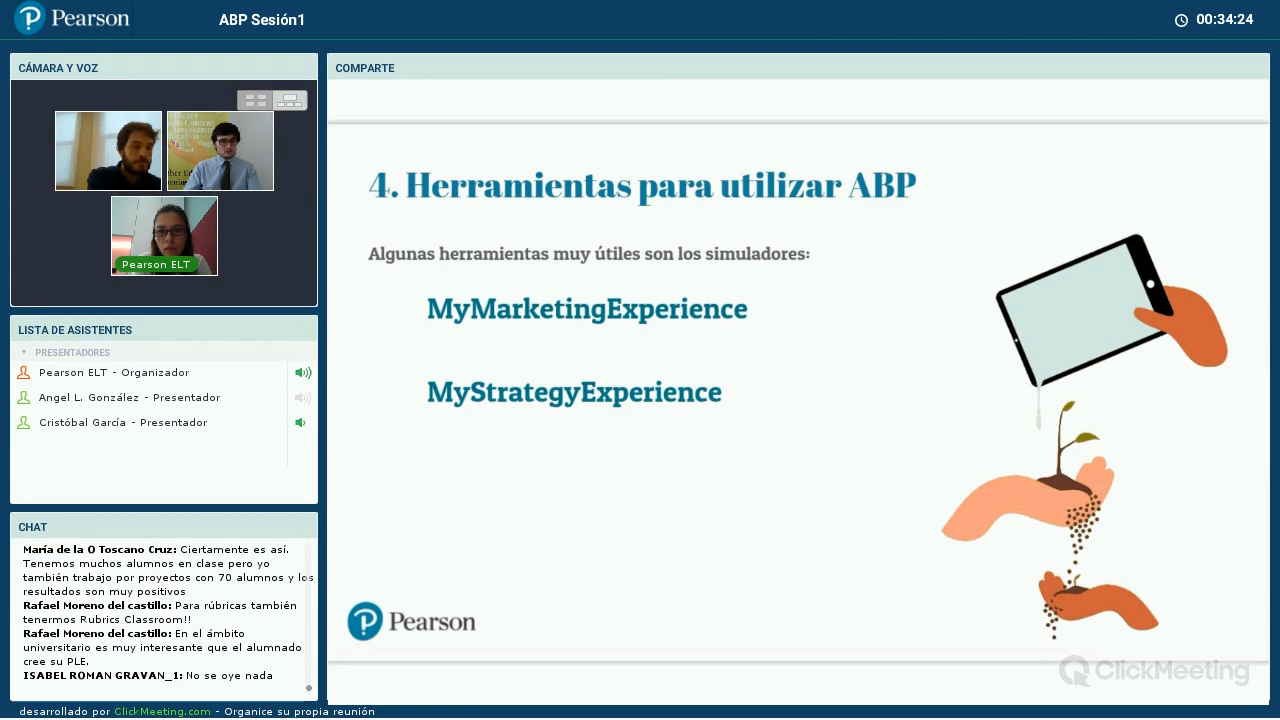 Pearson
ABP Sesión1
00:34:24
CÁMARA Y VOZ
Pearson ELT
LISTA DE ASISTENTES
PRESENTADORES
Pearson ELT - Organizador
Angel L. González - Presentador
Cristóbal García - Presentador
CHAT
María de la O Toscano Cruz: Ciertamente es así.
Tenemos muchos alumnos en clase pero yo
también trabajo por proyectos con 70 alumnos y los
resultados son muy positivos
Rafael Moreno del castillo: Para rúbricas también
tenermos Rubrics Classroom!!
Rafael Moreno del castillo: En el ámbito
universitario es muy interesante que el alumnado
cree su PLE.
ISABEL ROMAN GRAVAN_1: No se oye nada
COMPARTE
4. Herramientas para utilizar ABP
Algunas herramientas muy útiles son los simuladores:
MyMarketingExperience
MyStrategyExperience
Pearson
ClickMeeting
desarrollado por ClickMeeting.com - Organice su propia reunión